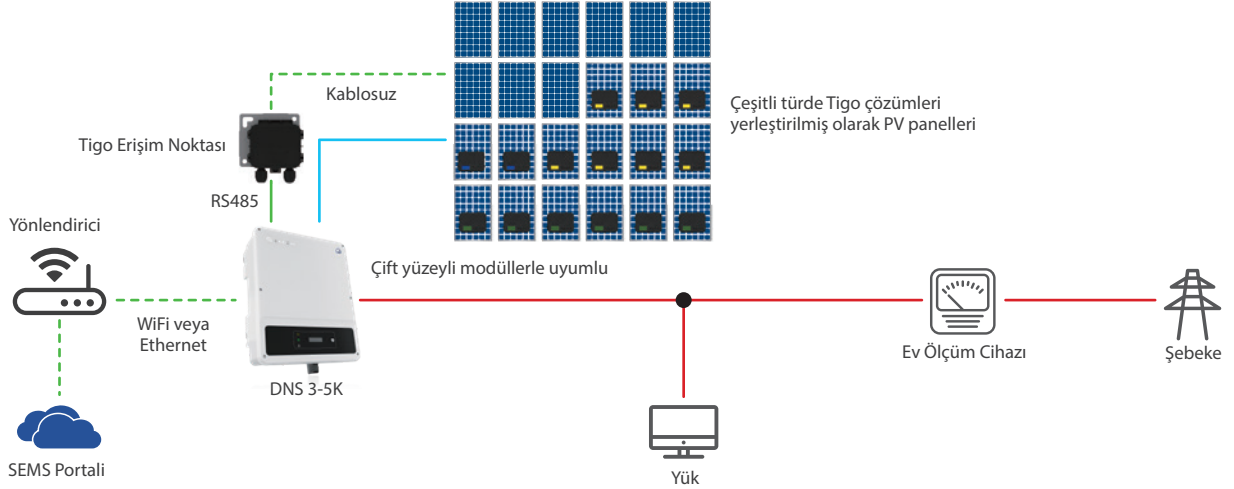 Kablosuz
Çeşitli türde Tigo çözümleri
yerleştirilmiş olarak PV panelleri
Tigo Erişim Noktası
RS485
Yönlendirici
Çift yüzeyli modüllerle uyumlu
WiFi veya
Ethernet
DNS 3-5K
Ev Ölçüm Cihazı
Şebeke
SEMS Portali
Yük